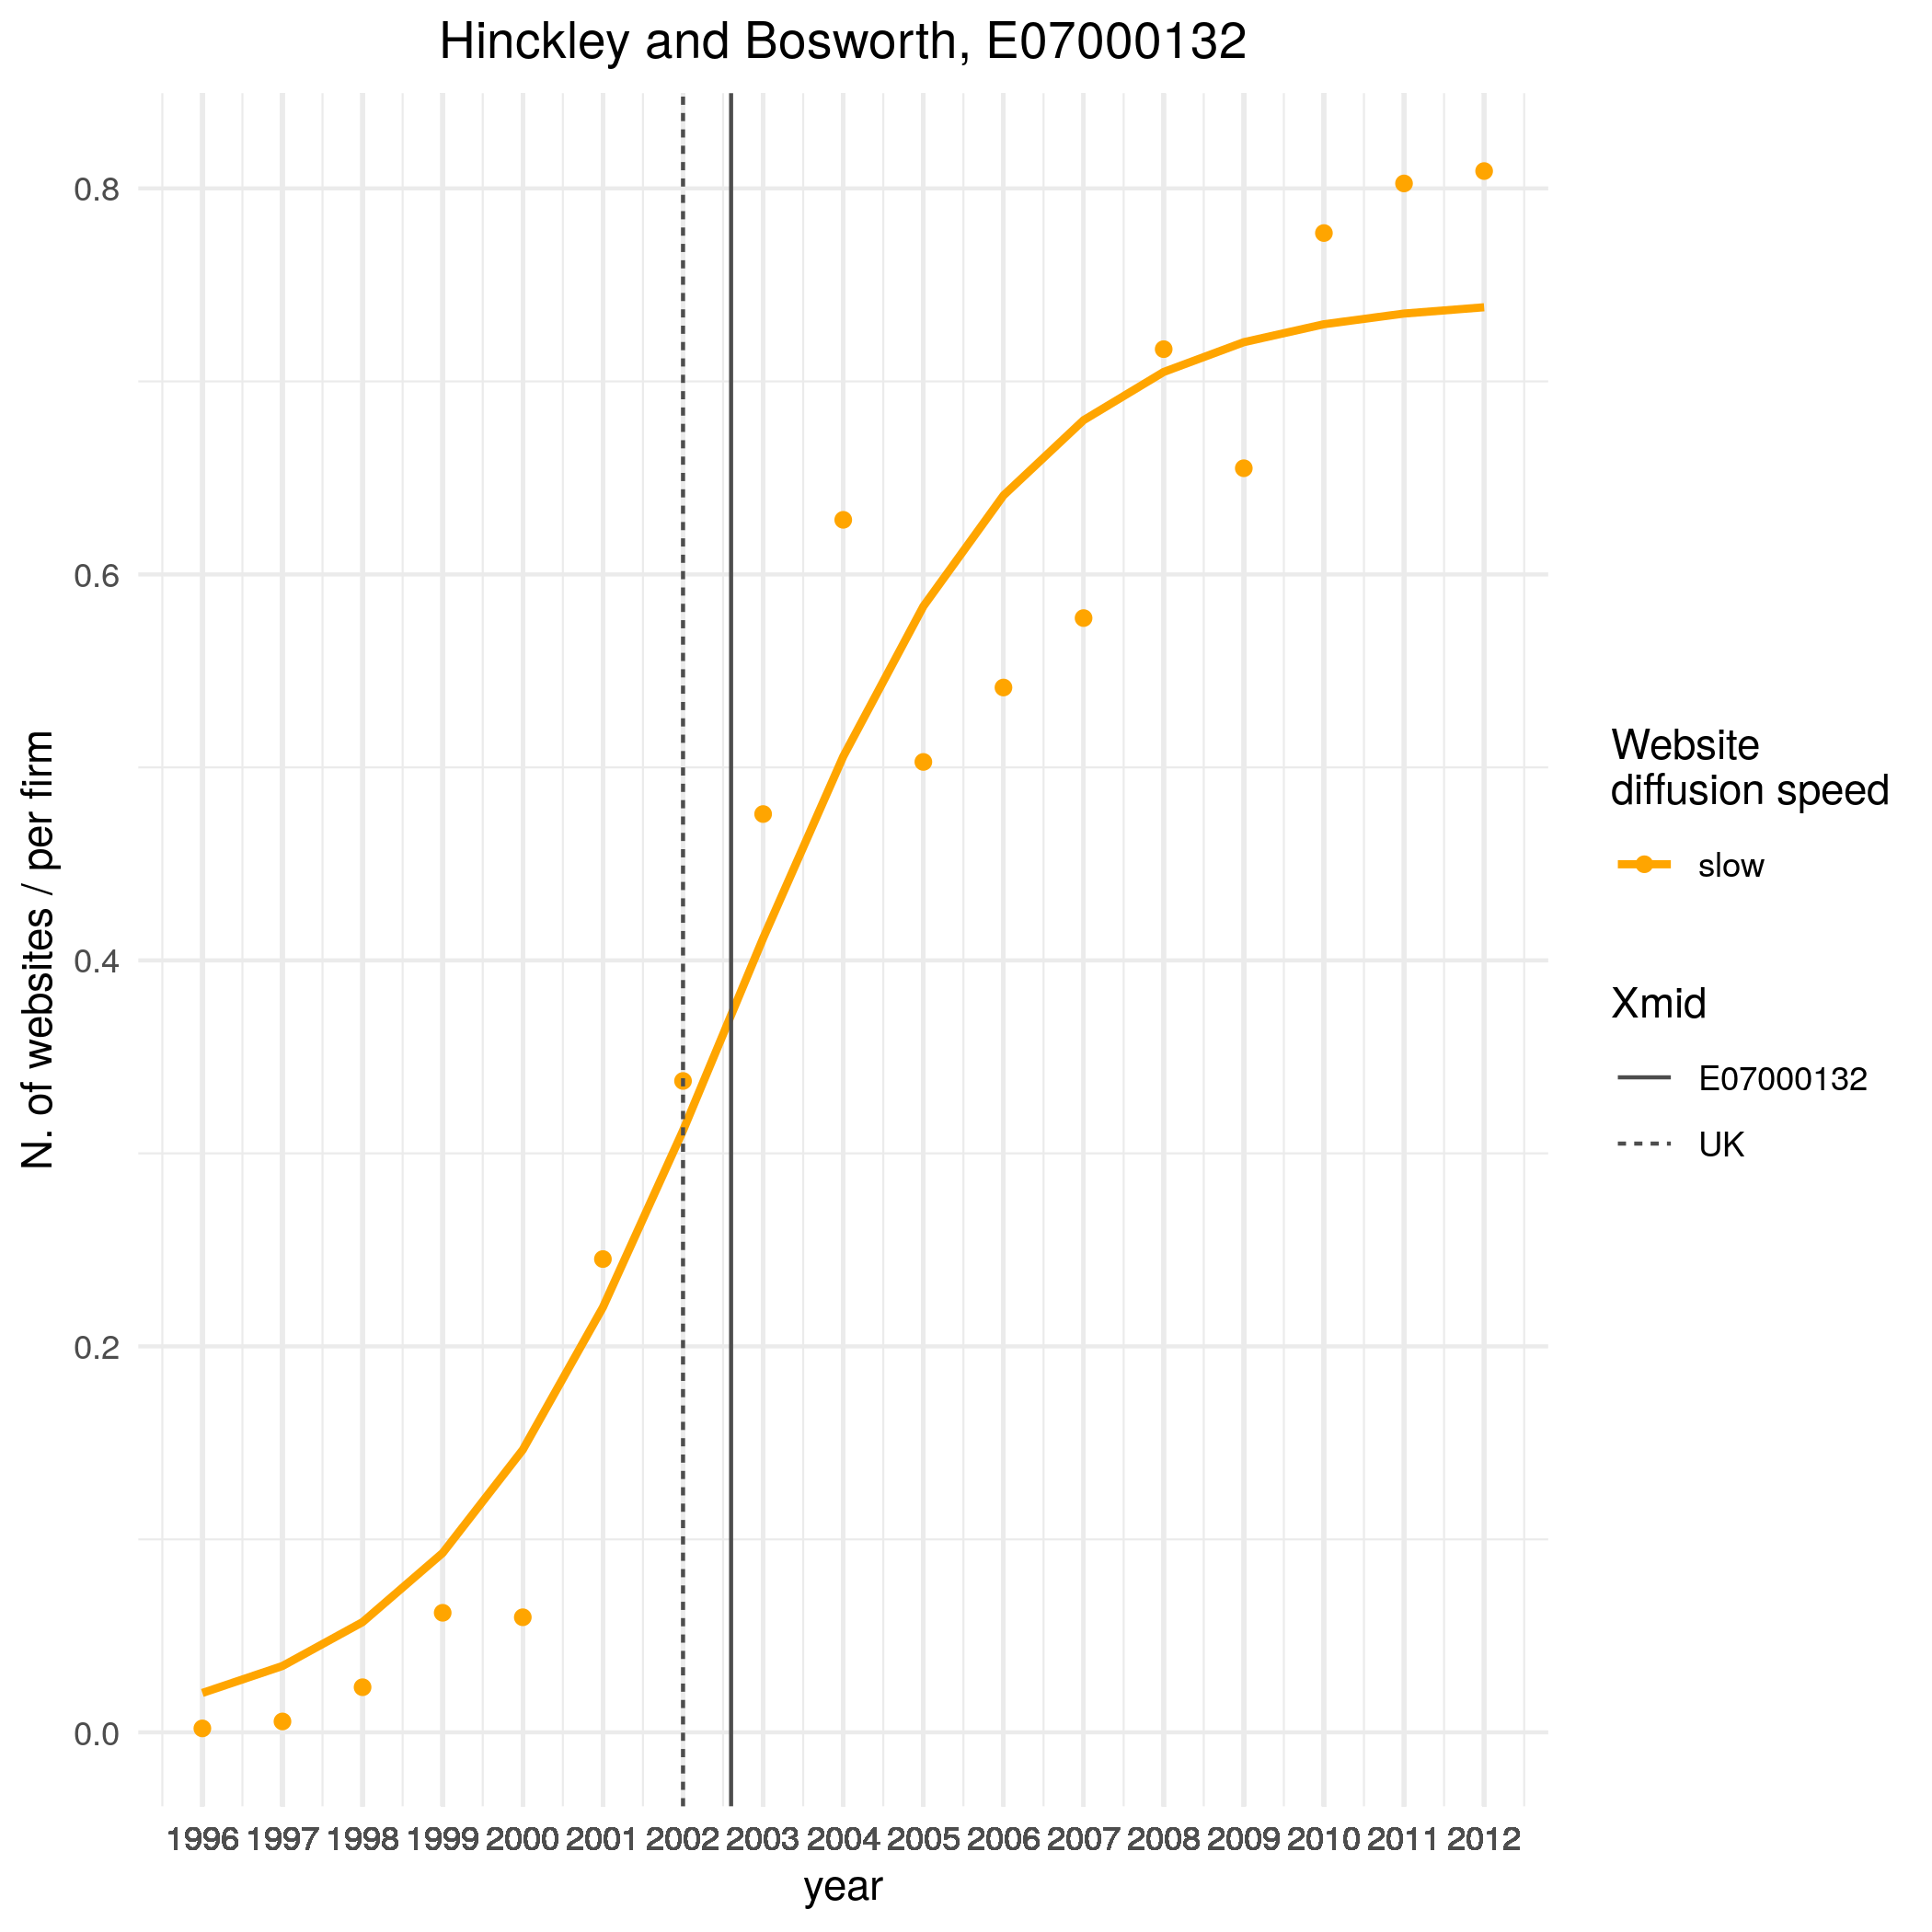 Hinckley and Bosworth, E07000132
N. of websites / per firm
0.8
0.6
0.4
0.2
0.0
1996 1997 1998 1999 2000 2001 2002 2003 2004 2005 2006 2007 2008 2009 2010 2011 2012
year
Website
diffusion speed
slow
Xmid
E07000132
UK